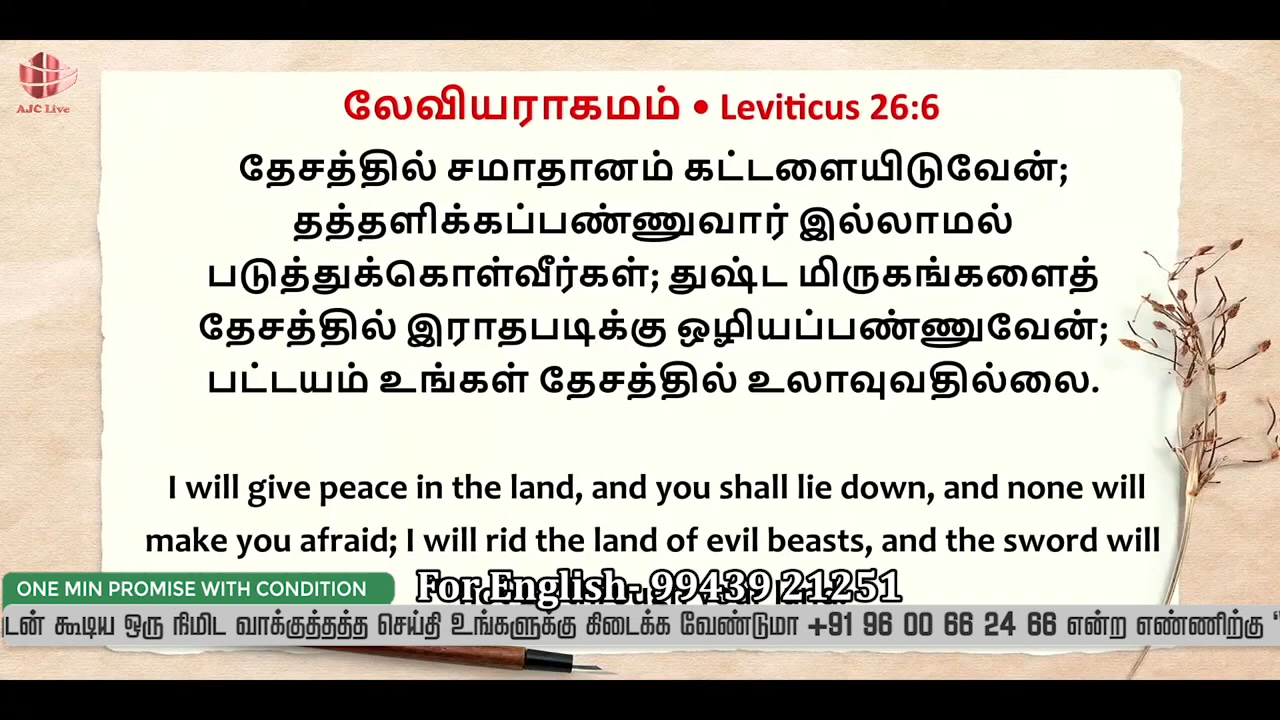 AJC Live
லேவியராகமம் • Leviticus 26:6
தேசத்தில் சமாதானம் கட்டளையிடுவேன்;
தத்தளிக்கப்பண்ணுவார் இல்லாமல்
படுத்துக்கொள்வீர்கள்; துஷ்ட மிருகங்களைத்
தேசத்தில் இராதபடிக்கு ஒழியப்பண்ணுவேன்;
பட்டயம் உங்கள் தேசத்தில் உலாவுவதில்லை.
I will give peace in the land, and you shall lie down, and none will
make you afraid; I will rid the land of evil beasts, and the sword will
ONE MIN PROMISE WITH CONDITION
For English- 99439 21251
டன் கூடிய ஒரு நிமிட வாக்குத்தத்த செய்தி உங்களுக்கு கிடைக்க வேண்டுமா +91 96 00 66 24 66 என்ற எண்ணிற்கு